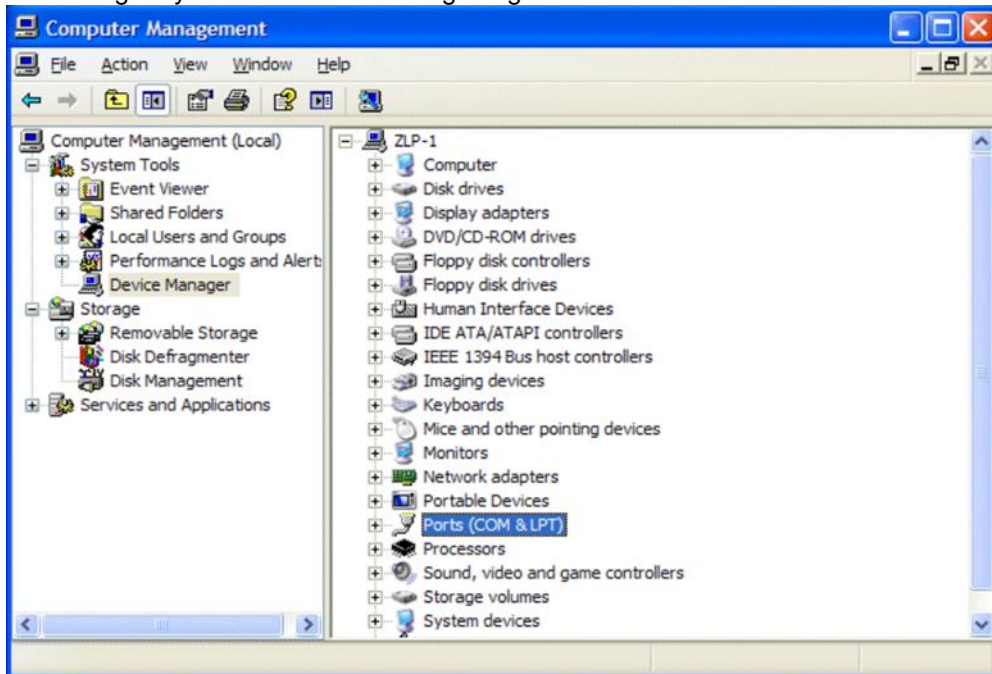 Computer Management
File Action View Window Help
Computer Management (Local)
System Tools
Event Viewer
Shared Folders
Local Users and Groups
Performance Logs and Alert
Device Manager
Storage
Removable Storage
Disk Defragmenter
Disk Management
Services and Applications
ZLP-1
Computer
Disk drives
Display adapters
DVD/CD-ROM drives
Floppy disk controllers
Floppy disk drives
Human Interface Devices
IDE ATA/ATAPI controllers
IEEE 1394 Bus host controllers
Imaging devices
Keyboards
Mice and other pointing devices
Monitors
Network adapters
Portable Devices
Ports (COM & LPT)
Processors
Sound, video and game controllers
Storage volumes
System devices